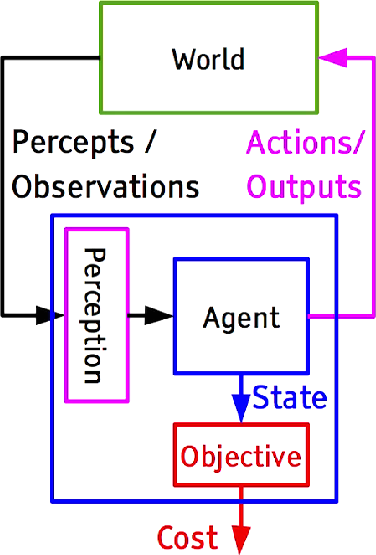 World
Percepts /
Observations
Actions/
Outputs
Perception
Agent
State
Objective
Cost